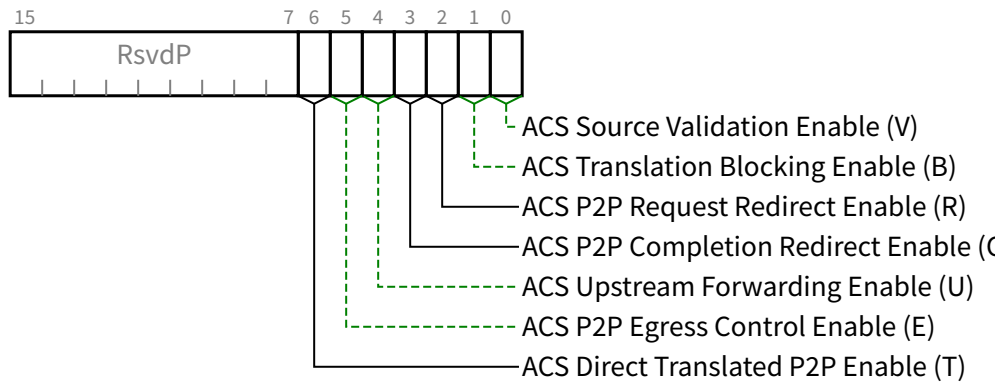 15 7 6 5 4 3 2 1 0
RsvdP
ACS Source Validation Enable (V)
ACS Translation Blocking Enable (B)
ACS P2P Request Redirect Enable (R)
ACS P2P Completion Redirect Enable (C
ACS Upstream Forwarding Enable (U)
ACS P2P Egress Control Enable (E)
ACS Direct Translated P2P Enable (T)